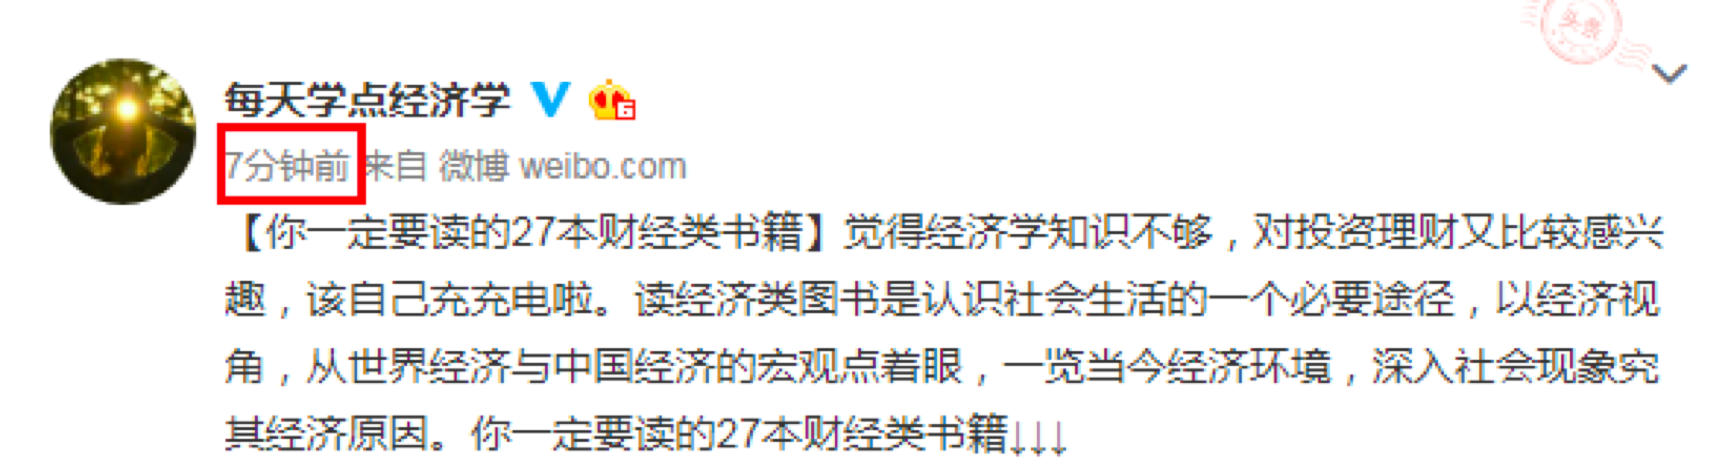 头条
每天学点经济学
7分钟前 来自 微博 weibo.com
【你一定要读的27本财经类书籍】觉得经济学知识不够，对投资理财又比较感兴
趣，该自己充充电啦。读经济类图书是认识社会生活的一个必要途径，以经济视
角，从世界经济与中国经济的宏观点着眼，一览当今经济环境，深入社会现象究
其经济原因。你一定要读的27本财经类书籍↓↓↓